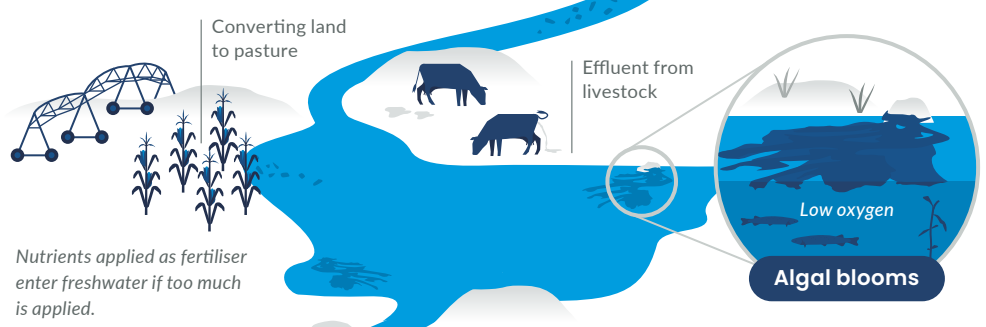 Converting land
to pasture
Effluent from
livestock
Low oxygen
Nutrients applied as fertiliser
enter freshwater if too much
is applied.
Algal blooms